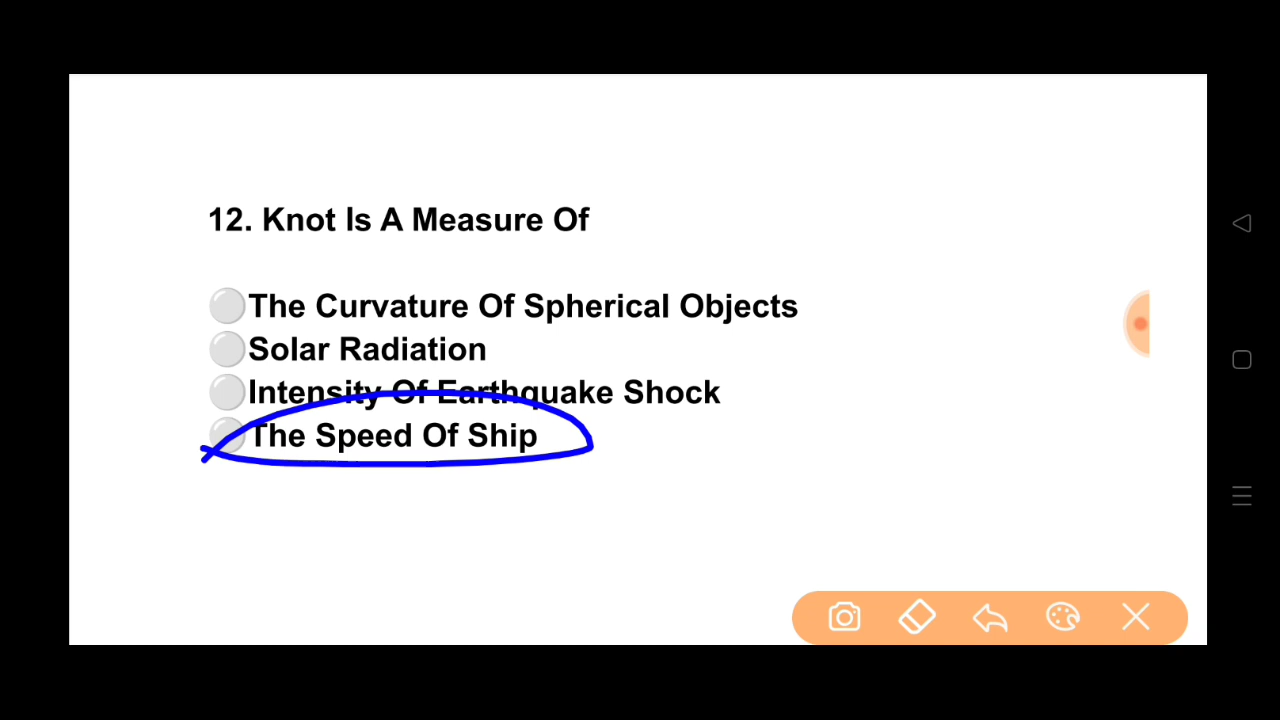 12. Knot Is A Measure Of
The Curvature Of Spherical Objects
Solar Radiation
Intensity Of Earthquake Shock
The Speed Of Ship